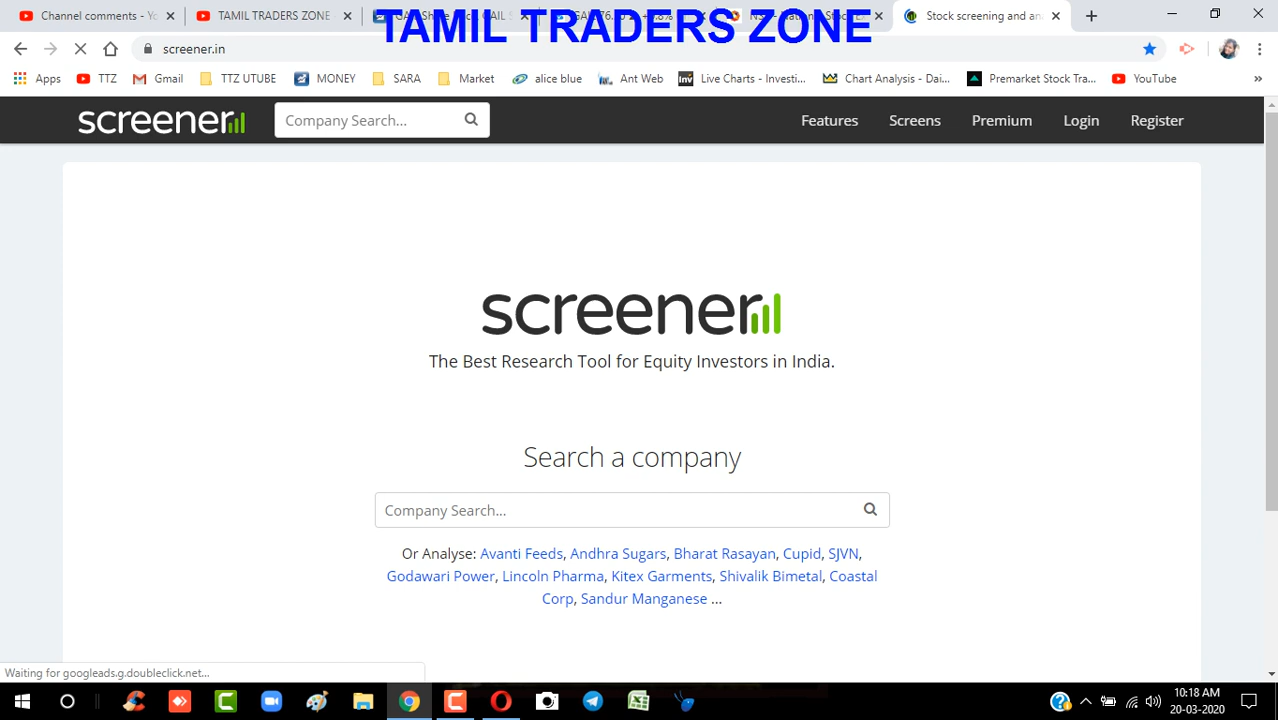 Channel comments - Yo
TAMIL TRADERS ZONE
Stock screening and an
TAMIL TRADERS ZONE
screener.in
Apps
TTZ
Gmail
TTZ UTUBE
MONEY
SARA
Market
alice blue
Ant Web
Live Charts - Investi...
Chart Analysis - Dai...
Premarket Stock Tra...
YouTube
»
screener
Company Search...
Features
Screens
Premium
Login
Register
screener
The Best Research Tool for Equity Investors in India.
Search a company
Company Search...
Or Analyse: Avanti Feeds, Andhra Sugars, Bharat Rasayan, Cupid, SJVN,
Godawari Power, Lincoln Pharma, Kitex Garments, Shivalik Bimetal, Coastal
Corp, Sandur Manganese ...
Waiting for googleads.g.doubleclick.net...
10:18 AM
20-03-2020